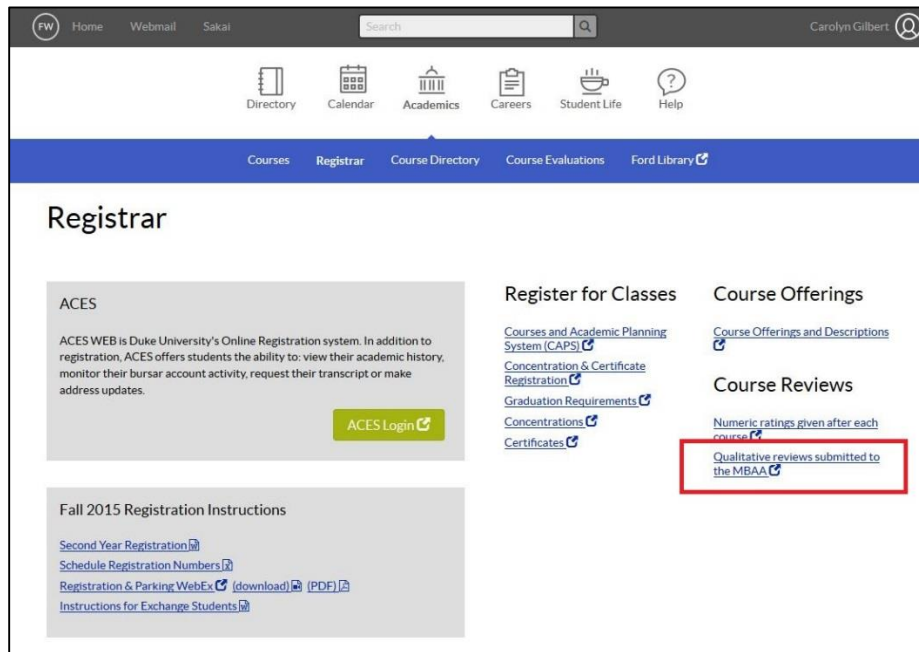 FW Home Webmail Sakai Search Carolyn Gilbert
Directory Calendar Academics Careers Student Life Help
Courses Registrar Course Directory Course Evaluations Ford Library
Registrar
ACES
ACES WEB is Duke University's Online Registration system. In addition to
registration, ACES offers students the ability to: view their academic history,
monitor their bursar account activity, request their transcript or make
address updates.
ACES Login
Fall 2015 Registration Instructions
Second Year Registration
Schedule Registration Numbers
Registration & Parking WebEx (download) (PDF)
Instructions for Exchange Students
Register for Classes
Courses and Academic Planning
System (CAPS)
Concentration & Certificate
Registration
Graduation Requirements
Concentrations
Certificates
Course Offerings
Course Offerings and Descriptions
Course Reviews
Numeric ratings given after each
course
Qualitative reviews submitted to
the MBAA